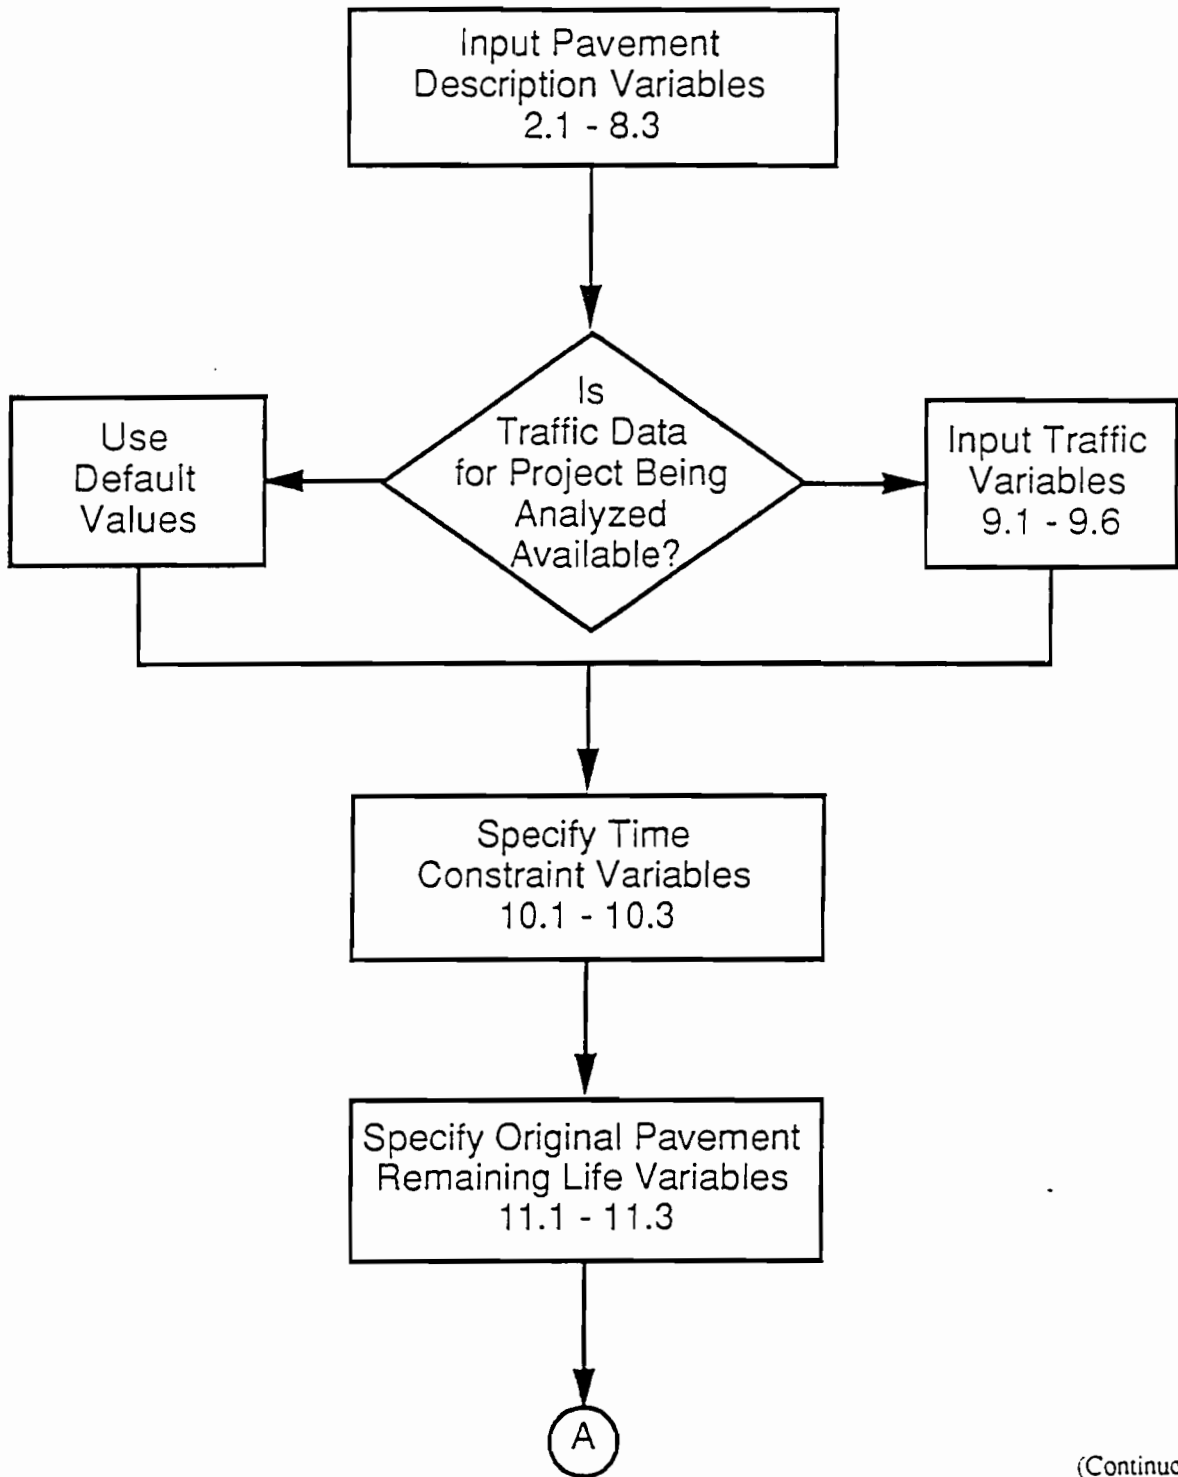 Input Pavement
Description Variables
2.1 - 8.3
Is
Traffic Data
for Project Being
Analyzed
Available?
Use
Default
Values
Input Traffic
Variables
9.1 - 9.6
Specify Time
Constraint Variables
10.1 - 10.3
Specify Original Pavement
Remaining Life Variables
11.1 - 11.3
A